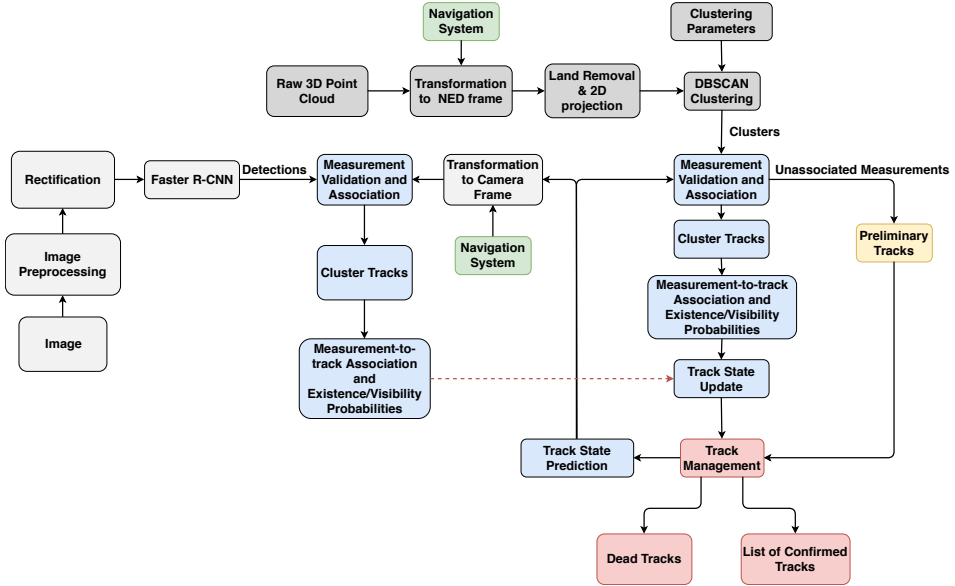 Navigation
System
Clustering
Parameters
Raw 3D Point
Cloud
Transformation
to NED frame
Land Removal
& 2D
projection
DBSCAN
Clustering
Clusters
Rectification
Faster R-CNN
Detections
Measurement
Validation and
Association
Transformation
to Camera
Frame
Measurement
Validation and
Association
Unassociated Measurements
Image
Preprocessing
Cluster Tracks
Navigation
System
Cluster Tracks
Preliminary
Tracks
Measurement-to-track
Association and
Existence/Visibility
Probabilities
Image
Measurement-to-
track Association
and
Existence/Visibility
Probabilities
Track State
Update
Track State
Prediction
Track
Management
Dead Tracks
List of Confirmed
Tracks